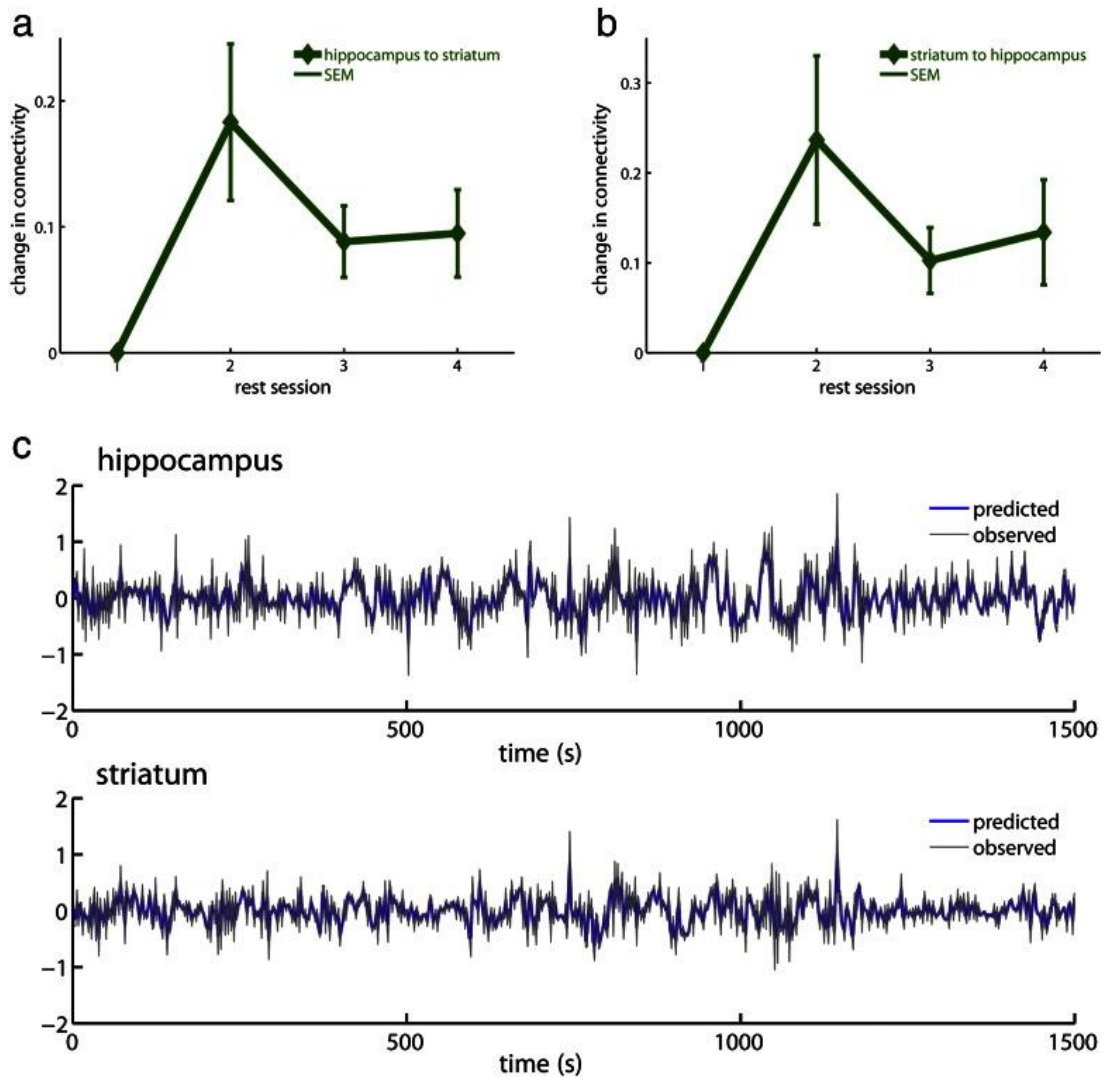 a
hippocampus to striatum
SEM
change in connectivity
0.2
0.1
0
2
3
4
rest session
b
striatum to hippocampus
SEM
change in connectivity
0.3
0.2
0.1
0
2
3
4
rest session
c
hippocampus
predicted
observed
2
1
0
−1
−2
0
500
1000
1500
time (s)
striatum
predicted
observed
2
1
0
−1
−2
0
500
1000
1500
time (s)